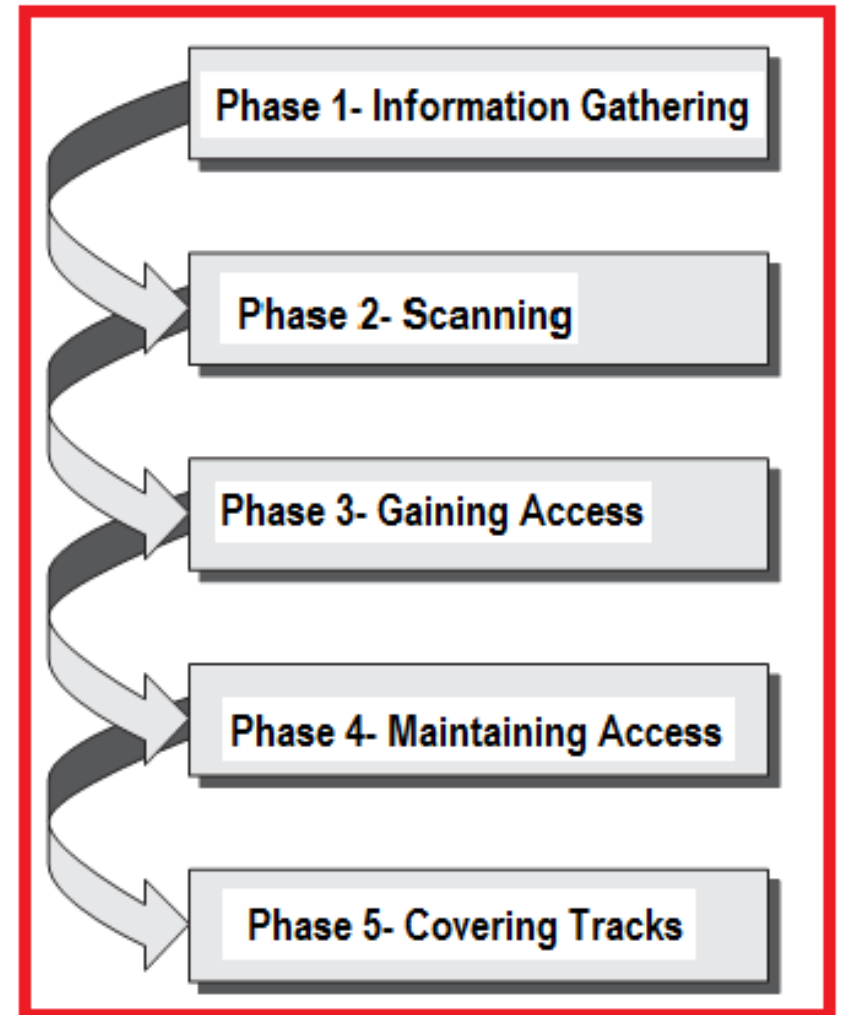 Phase 1- Information Gathering
Phase 2- Scanning
Phase 3- Gaining Access
Phase 4- Maintaining Access
Phase 5- Covering Tracks